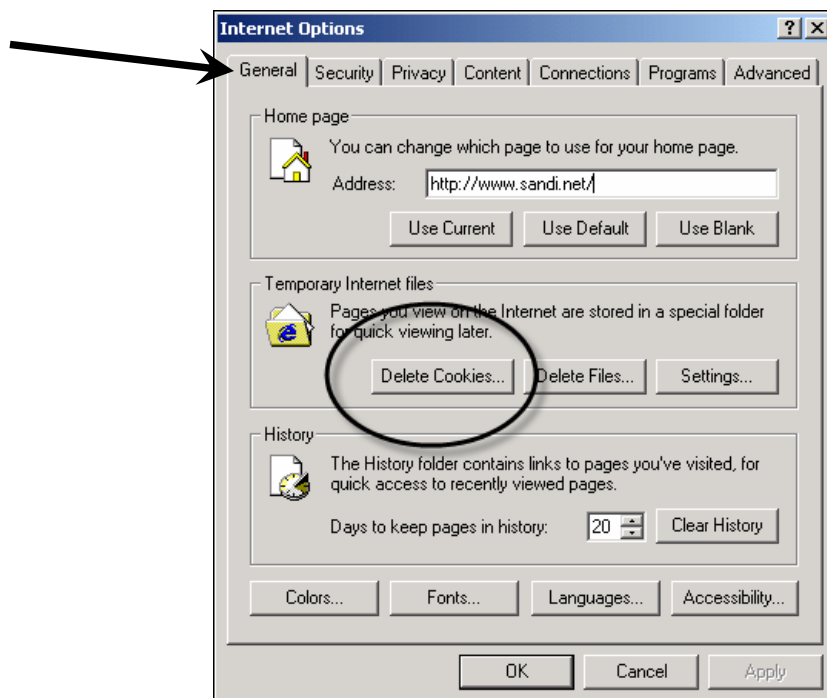 Internet Options
General Security Privacy Content Connections Programs Advanced
Home page
You can change which page to use for your home page.
Address: http://www.sandi.net/
Use Current Use Default Use Blank
Temporary Internet files
Pages you view on the Internet are stored in a special folder
for quick viewing later.
Delete Cookies... Delete Files... Settings...
History
The History folder contains links to pages you've visited, for
quick access to recently viewed pages.
Days to keep pages in history: 20 Clear History
Colors... Fonts... Languages... Accessibility...
OK Cancel Apply